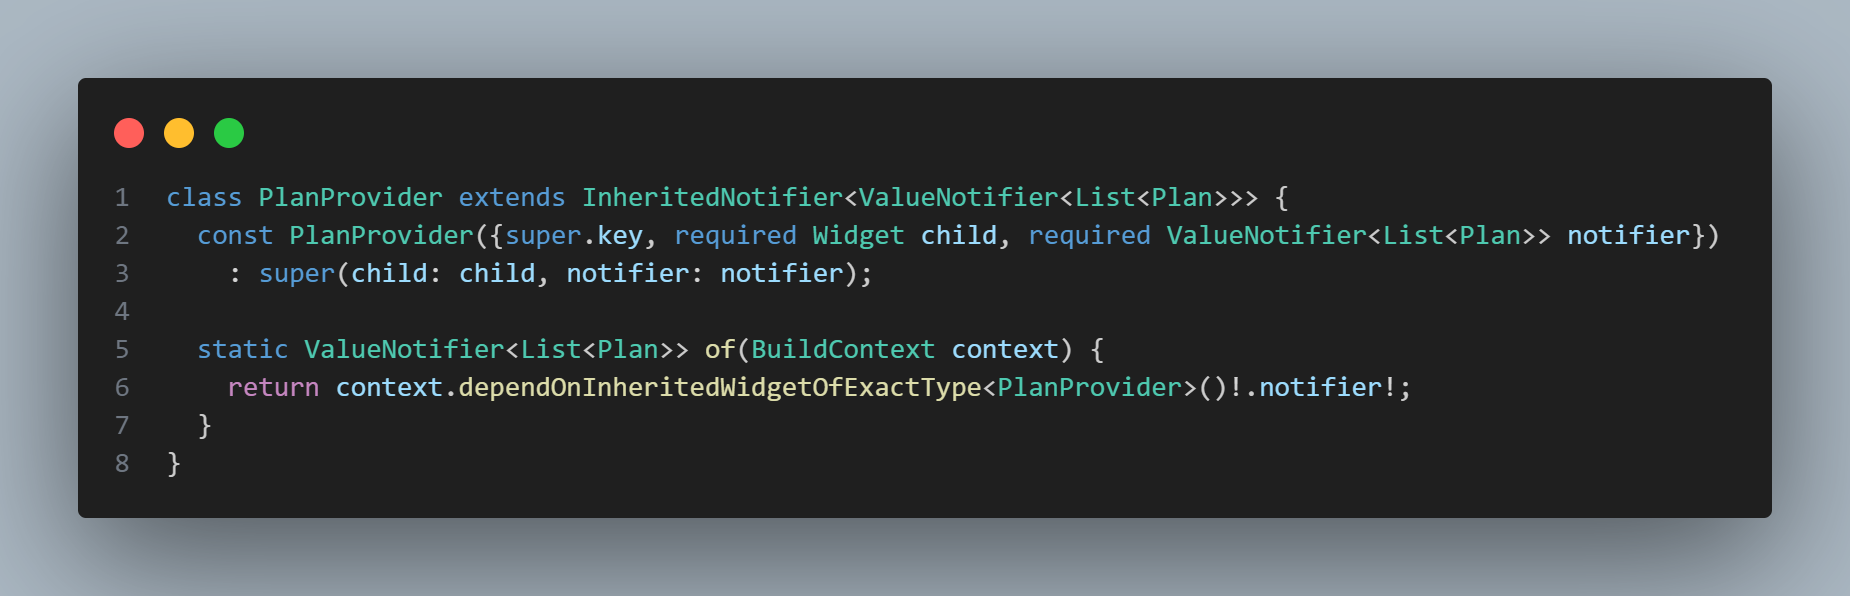 1 class PlanProvider extends InheritedNotifier<ValueNotifier<List<Plan>>> {
2   const PlanProvider({super.key, required Widget child, required ValueNotifier<List<Plan>> notifier})
3     : super(child: child, notifier: notifier);
4
5   static ValueNotifier<List<Plan>> of(BuildContext context) {
6     return context.dependOnInheritedWidgetOfExactType<PlanProvider>()!.notifier!;
7   }
8 }